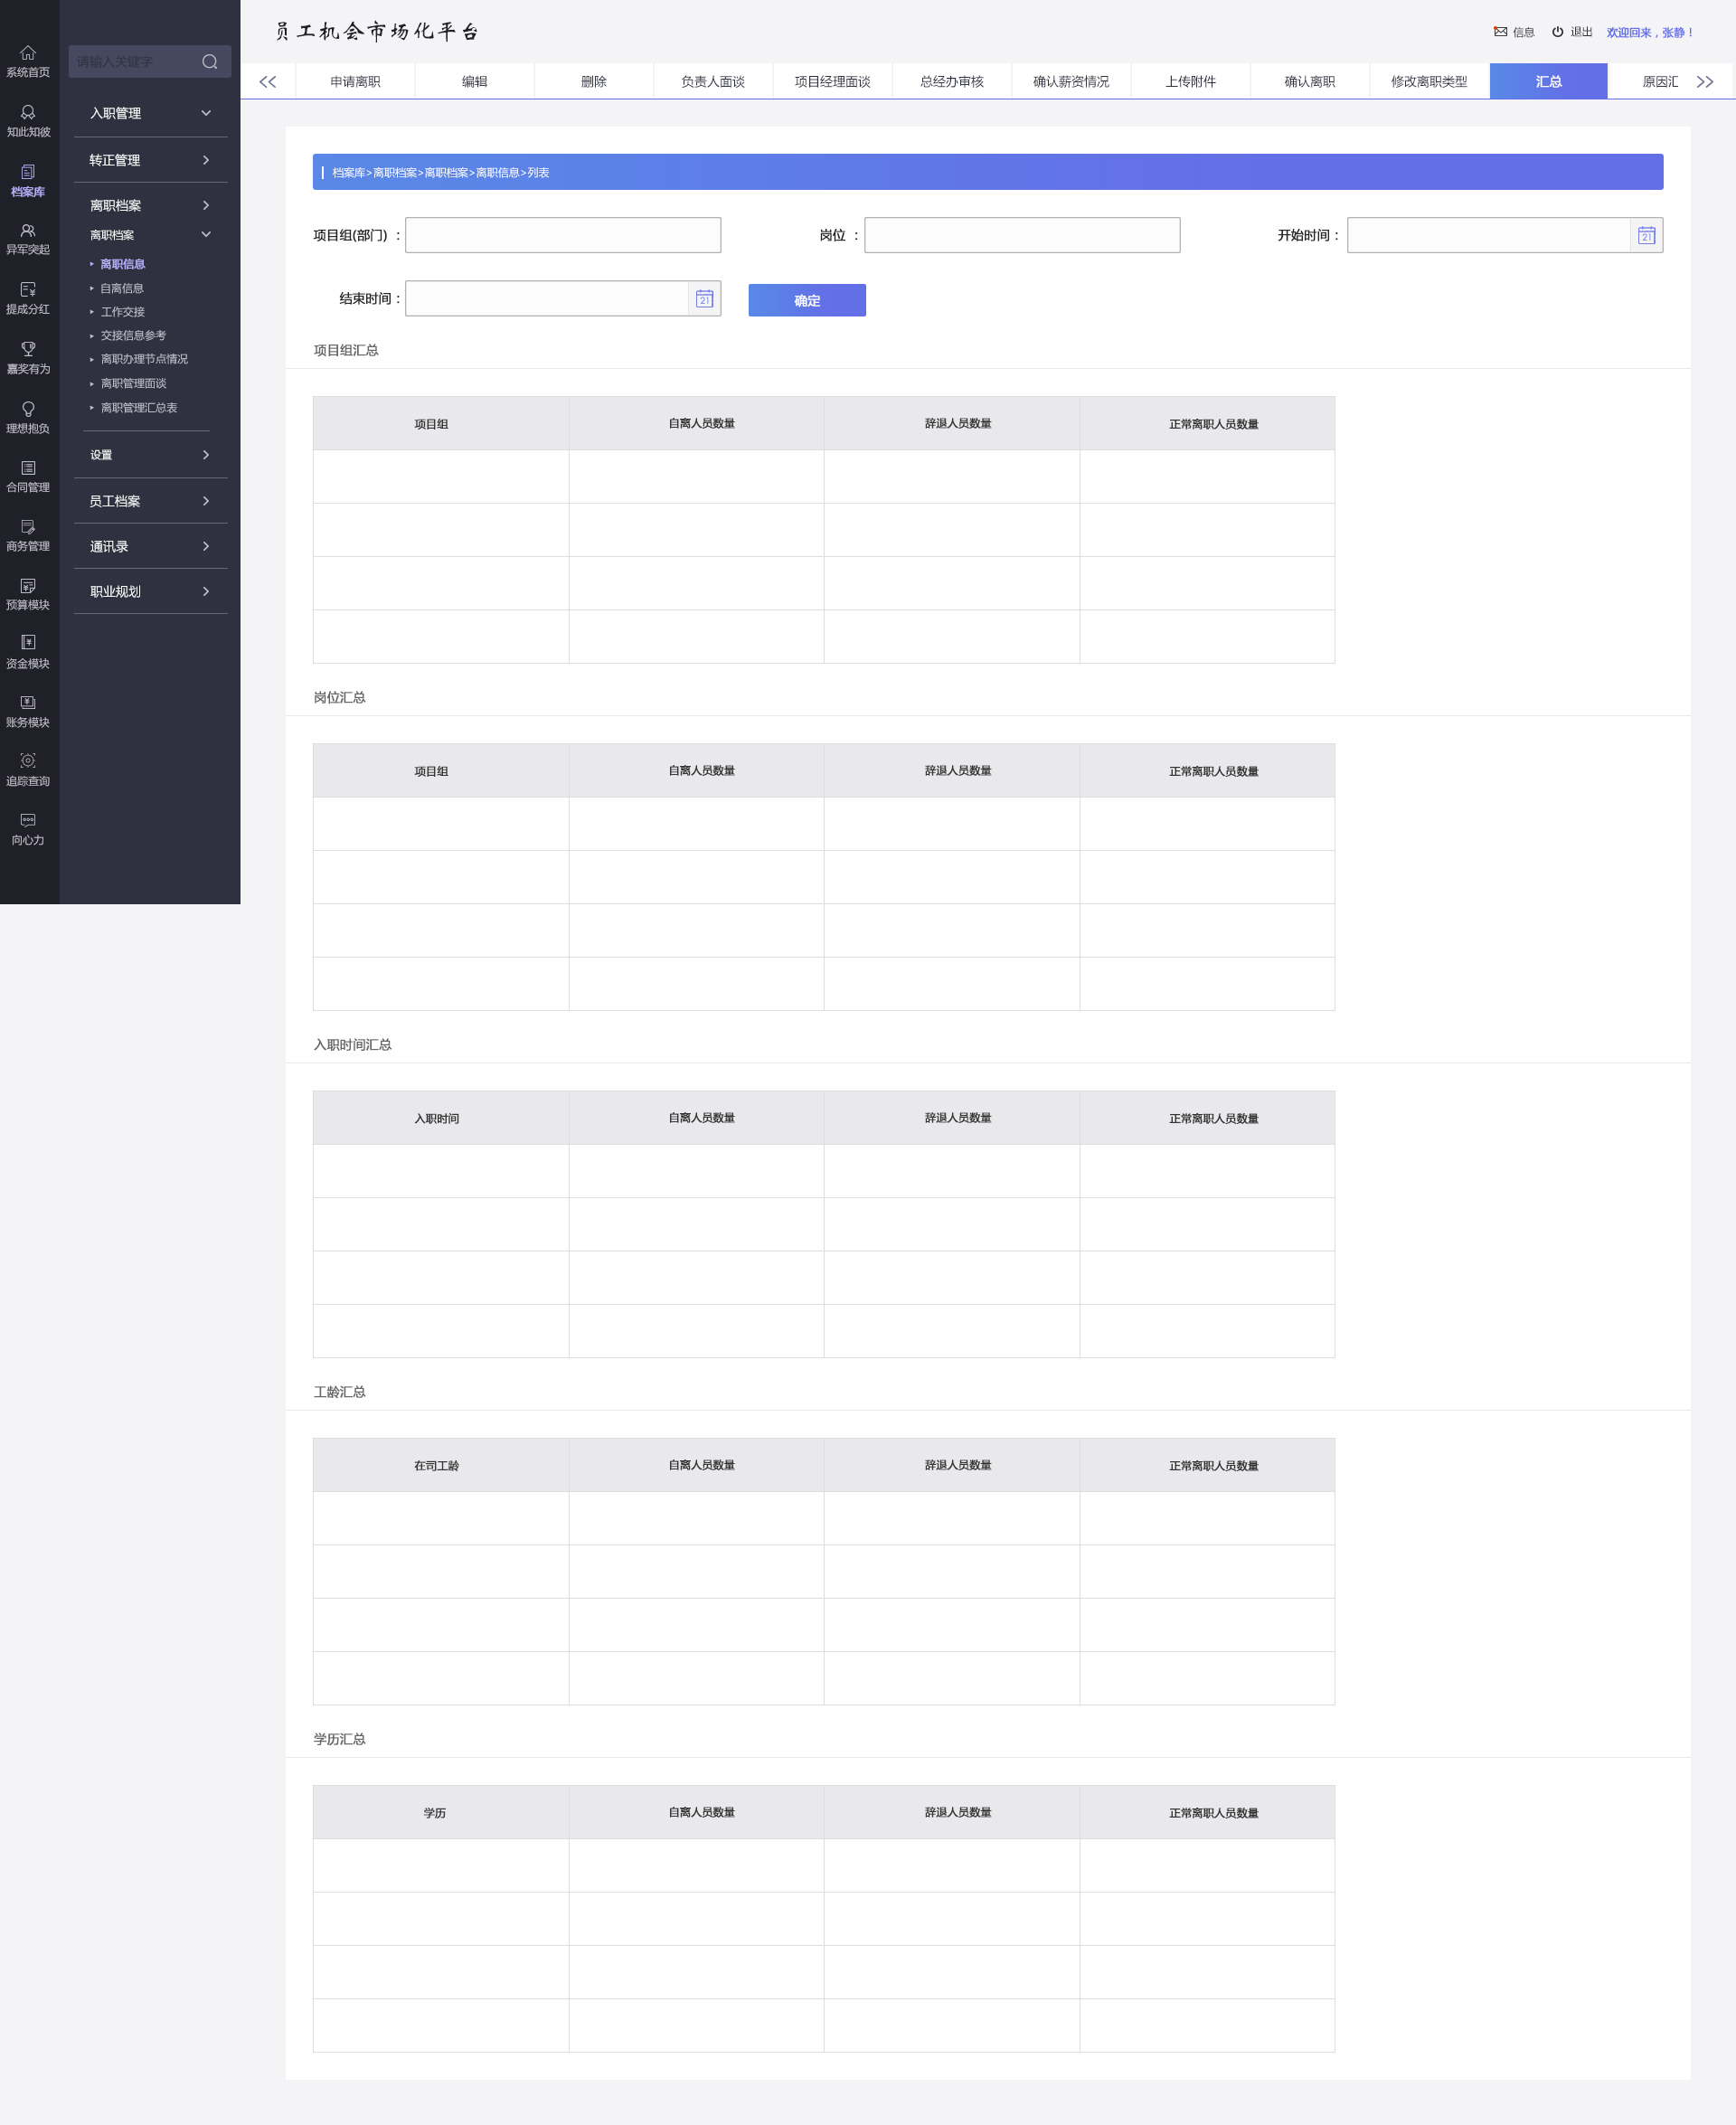 员工机会市场化平台
信息 退出 欢迎回来，张静！
申请离职 编辑 删除 负责人面谈 项目经理面谈 总经办审核 确认薪资情况 上传附件 确认离职 修改离职类型 汇总 原因汇
系统首页
知此知彼
档案库
异军突起
提成分红
嘉奖有为
理想抱负
合同管理
商务管理
预算模块
资金模块
账务模块
追踪查询
向心力
请输入关键字
入职管理
转正管理
离职档案
离职档案
离职信息
自离信息
工作交接
交接信息参考
离职办理节点情况
离职管理面谈
离职管理汇总表
设置
员工档案
通讯录
职业规划
档案库>离职档案>离职档案>离职信息>列表
项目组(部门) ： 岗位 ： 开始时间： 21
结束时间： 21 确定
项目组汇总
项目组 自离人员数量 辞退人员数量 正常离职人员数量
岗位汇总
项目组 自离人员数量 辞退人员数量 正常离职人员数量
入职时间汇总
入职时间 自离人员数量 辞退人员数量 正常离职人员数量
工龄汇总
在司工龄 自离人员数量 辞退人员数量 正常离职人员数量
学历汇总
学历 自离人员数量 辞退人员数量 正常离职人员数量